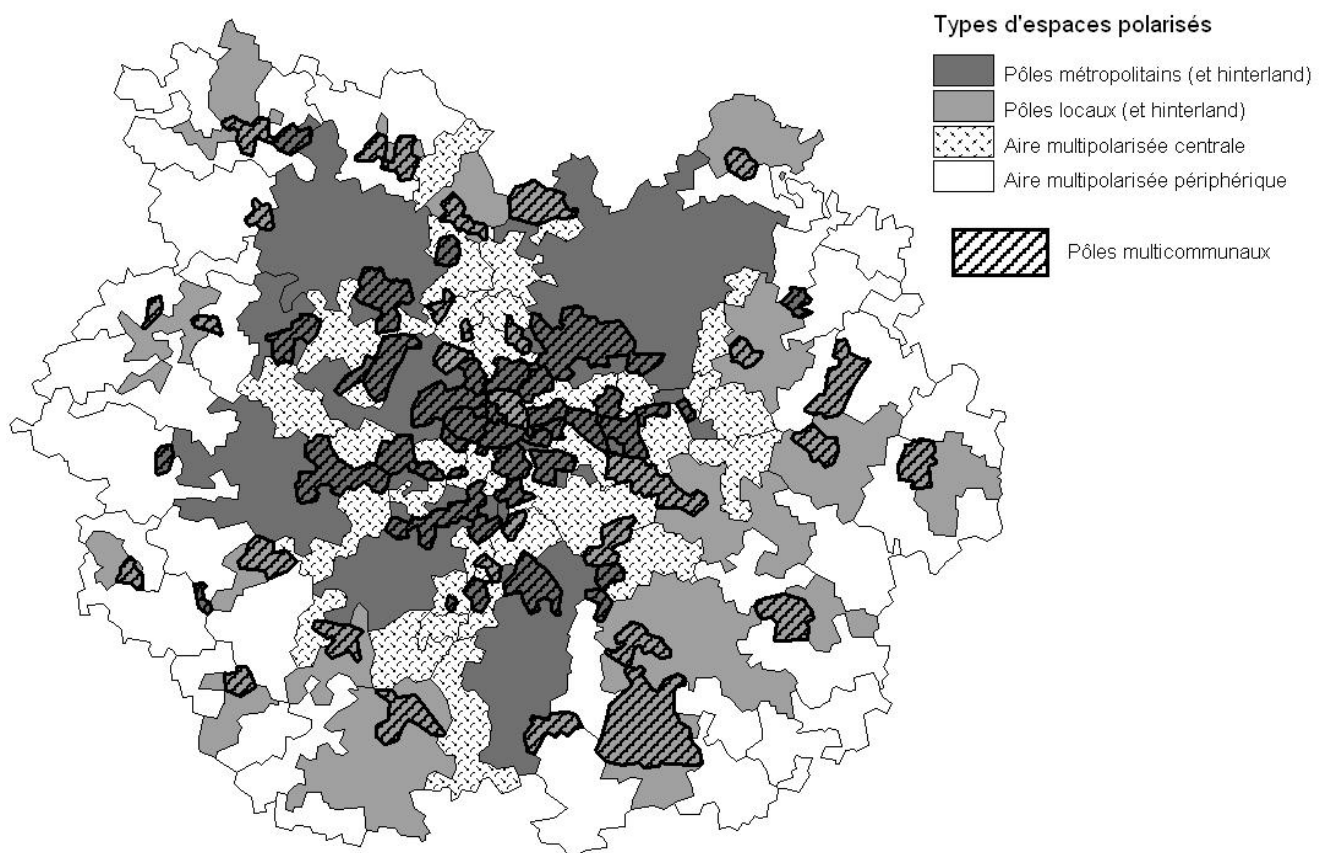 Types d'espaces polarisés
Pôles métropolitains (et hinterland)
Pôles locaux (et hinterland)
Aire multipolarisée centrale
Aire multipolarisée périphérique
Pôles multicommunaux